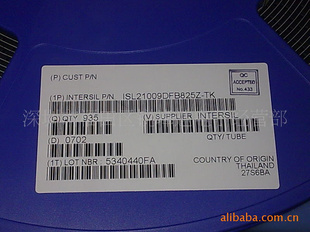 (P) CUST P/N
QC
ACCEPTED
No.433
(1P) INTERSIL P/N ISL21009DFB825Z-TK
(Q) QTY 935
(V) SUPPLIER INTERSIL
(D) 0702
QTY/TUBE
(1T) LOT NBR: 5340440FA
COUNTRY OF ORIGIN
THAILAND
27S6BA
alibaba.com.cn